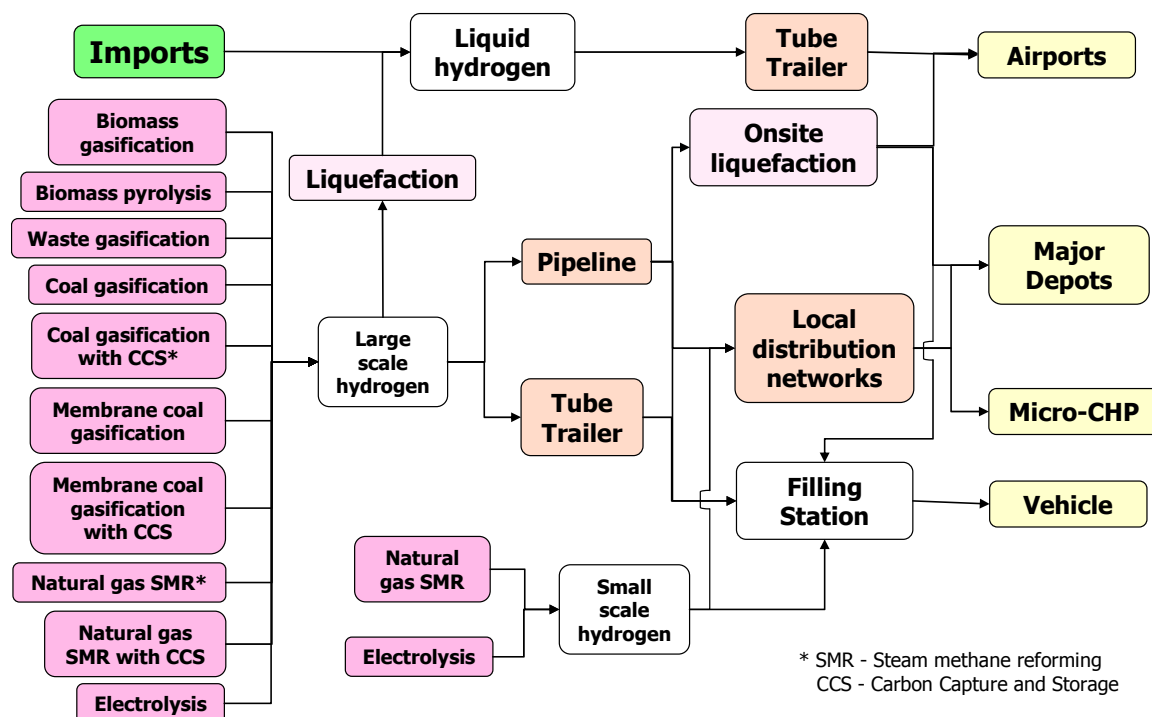 Imports
Liquid
hydrogen
Tube
Trailer
Airports
Biomass
gasification
Biomass pyrolysis
Waste gasification
Coal gasification
Coal gasification
with CCS*
Membrane coal
gasification
Membrane coal
gasification
with CCS
Natural gas SMR*
Natural gas
SMR with CCS
Electrolysis
Liquefaction
Large
scale
hydrogen
Pipeline
Tube
Trailer
Onsite
liquefaction
Local
distribution
networks
Filling
Station
Major
Depots
Micro-CHP
Vehicle
Natural
gas SMR
Electrolysis
Small
scale
hydrogen
* SMR - Steam methane reforming
CCS - Carbon Capture and Storage